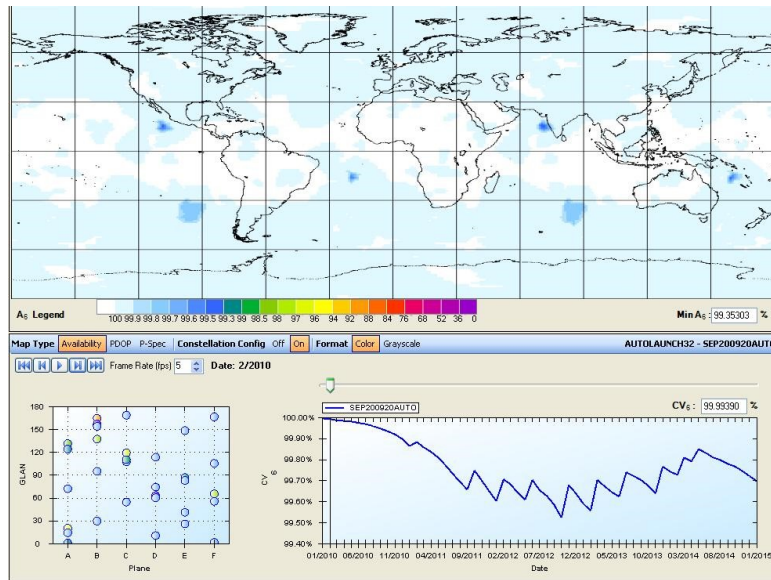 A₆ Legend
100 99.9 99.8 99.7 99.6 99.5 99.3 99 98.5 98 97 96 94 92 88 84 76 68 52 36 0
Min A₆ : 99.35303 %
Map Type Availability PDOP P-Spec Constellation Config Off On Format Color Grayscale AUTOLAUNCH32 - SEP200920AUTO
Frame Rate (fps) 5 Date: 2/2010
CV₆ : 99.99390 %
SEP200920AUTO
180
150
120
90
60
30
0
GLAN
A B C D E F
Plane
100.00%
99.80%
99.70%
99.60%
99.50%
99.40%
CV 6
01/2010 06/2010 11/2010 04/2011 09/2011 02/2012 07/2012 12/2012 05/2013 10/2013 03/2014 08/2014 01/2015
Date